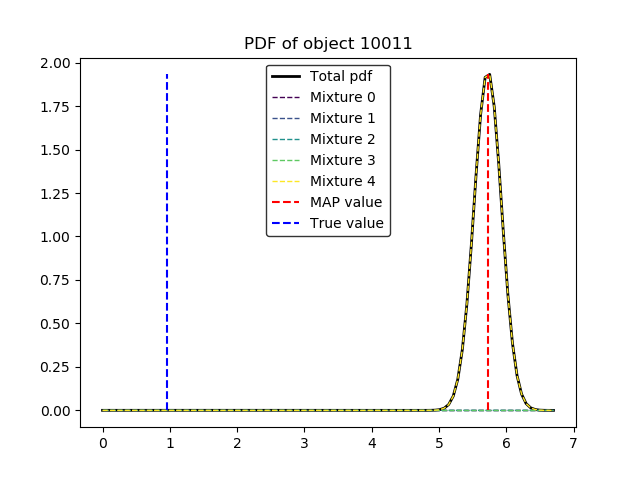 PDF of object 10011
2.00
1.75
1.50
1.25
1.00
0.75
0.50
0.25
0.00
Total pdf
Mixture 0
Mixture 1
Mixture 2
Mixture 3
Mixture 4
MAP value
True value
0 1 2 3 4 5 6 7